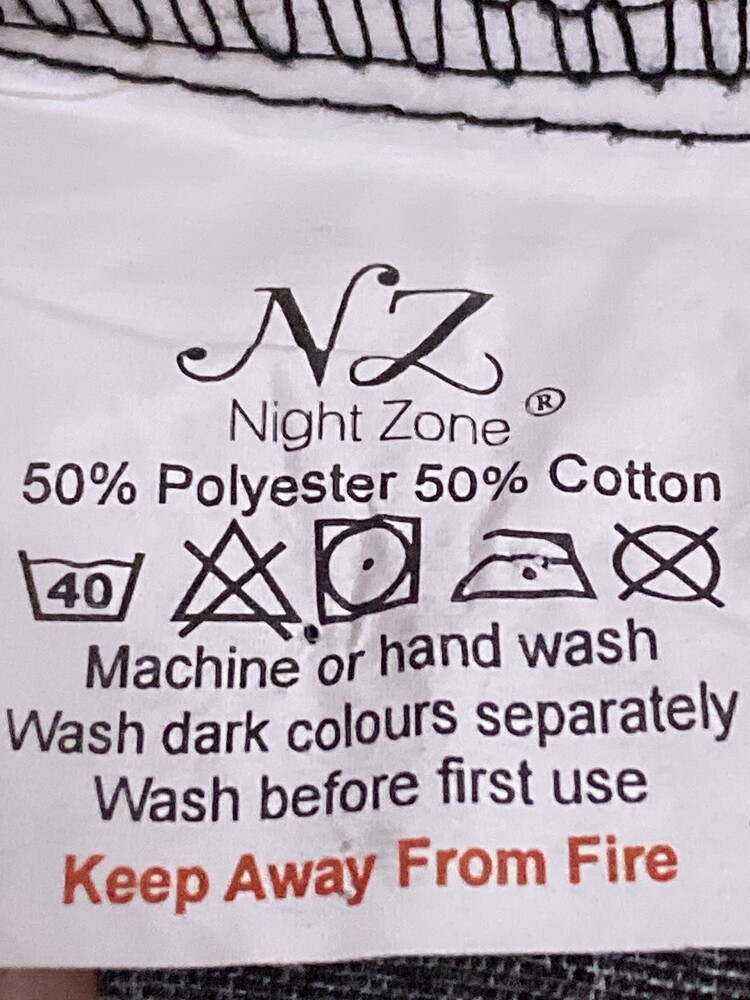 NZ
Night Zone ®
50% Polyester 50% Cotton
40
Machine or hand wash
Wash dark colours separately
Wash before first use
Keep Away From Fire